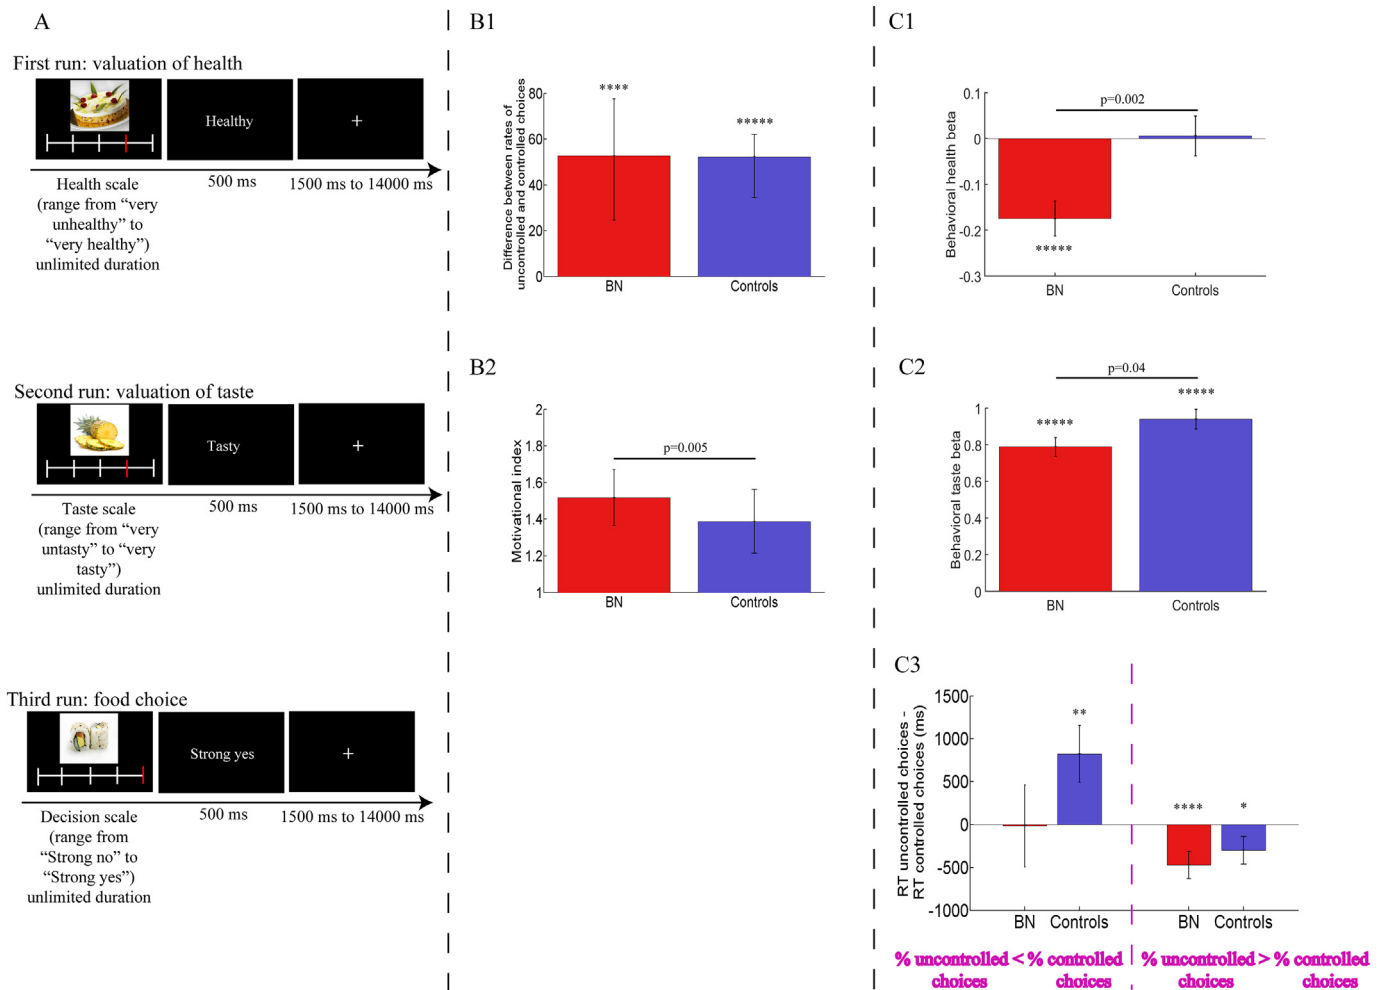 A
First run: valuation of health
Healthy
+
Health scale
(range from “very
unhealthy” to
“very healthy”)
unlimited duration
500 ms
1500 ms to 14000 ms
Second run: valuation of taste
Tasty
+
Taste scale
(range from “very
untasty” to “very
tasty”)
unlimited duration
500 ms
1500 ms to 14000 ms
Third run: food choice
Strong yes
+
Decision scale
(range from
“Strong no” to
“Strong yes”)
unlimited duration
500 ms
1500 ms to 14000 ms
B1
Difference between rates of
uncontrolled and controlled choices
80
60
40
20
0
****
*****
BN
Controls
B2
Motivational index
2
1.8
1.6
1.4
1.2
1
p=0.005
BN
Controls
C1
Behavioral health beta
0.1
0
-0.1
-0.2
-0.3
p=0.002
*****
BN
Controls
C2
Behavioral taste beta
1
0.8
0.6
0.4
0.2
0
p=0.04
*****
*****
BN
Controls
C3
RT uncontrolled choices -
RT controlled choices (ms)
1500
1000
500
0
-500
-1000
**
****
*
BN Controls
BN Controls
% uncontrolled < % controlled
choices choices
% uncontrolled > % controlled
choices choices